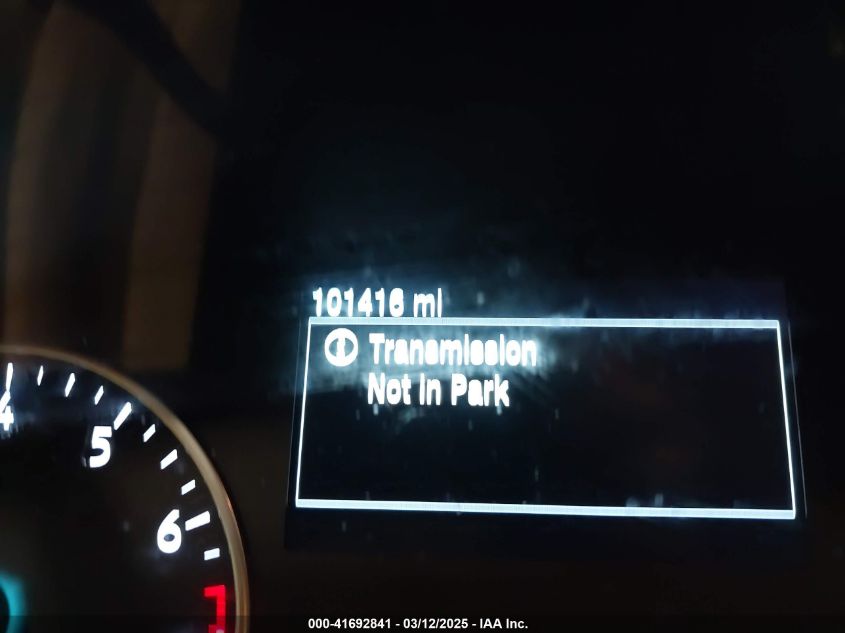 101416 mi
Transmission
Not in Park
4
5
6
7
000-41692841 - 03/12/2025 - IAA Inc.